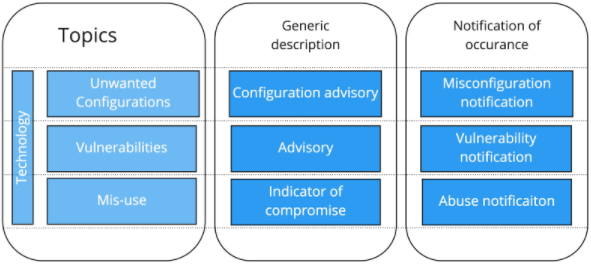 Topics
Generic
description
Notification of
occurance
Technology
Unwanted
Configurations
Configuration advisory
Misconfiguration
notification
Vulnerabilities
Advisory
Vulnerability
notification
Mis-use
Indicator of
compromise
Abuse notificaiton